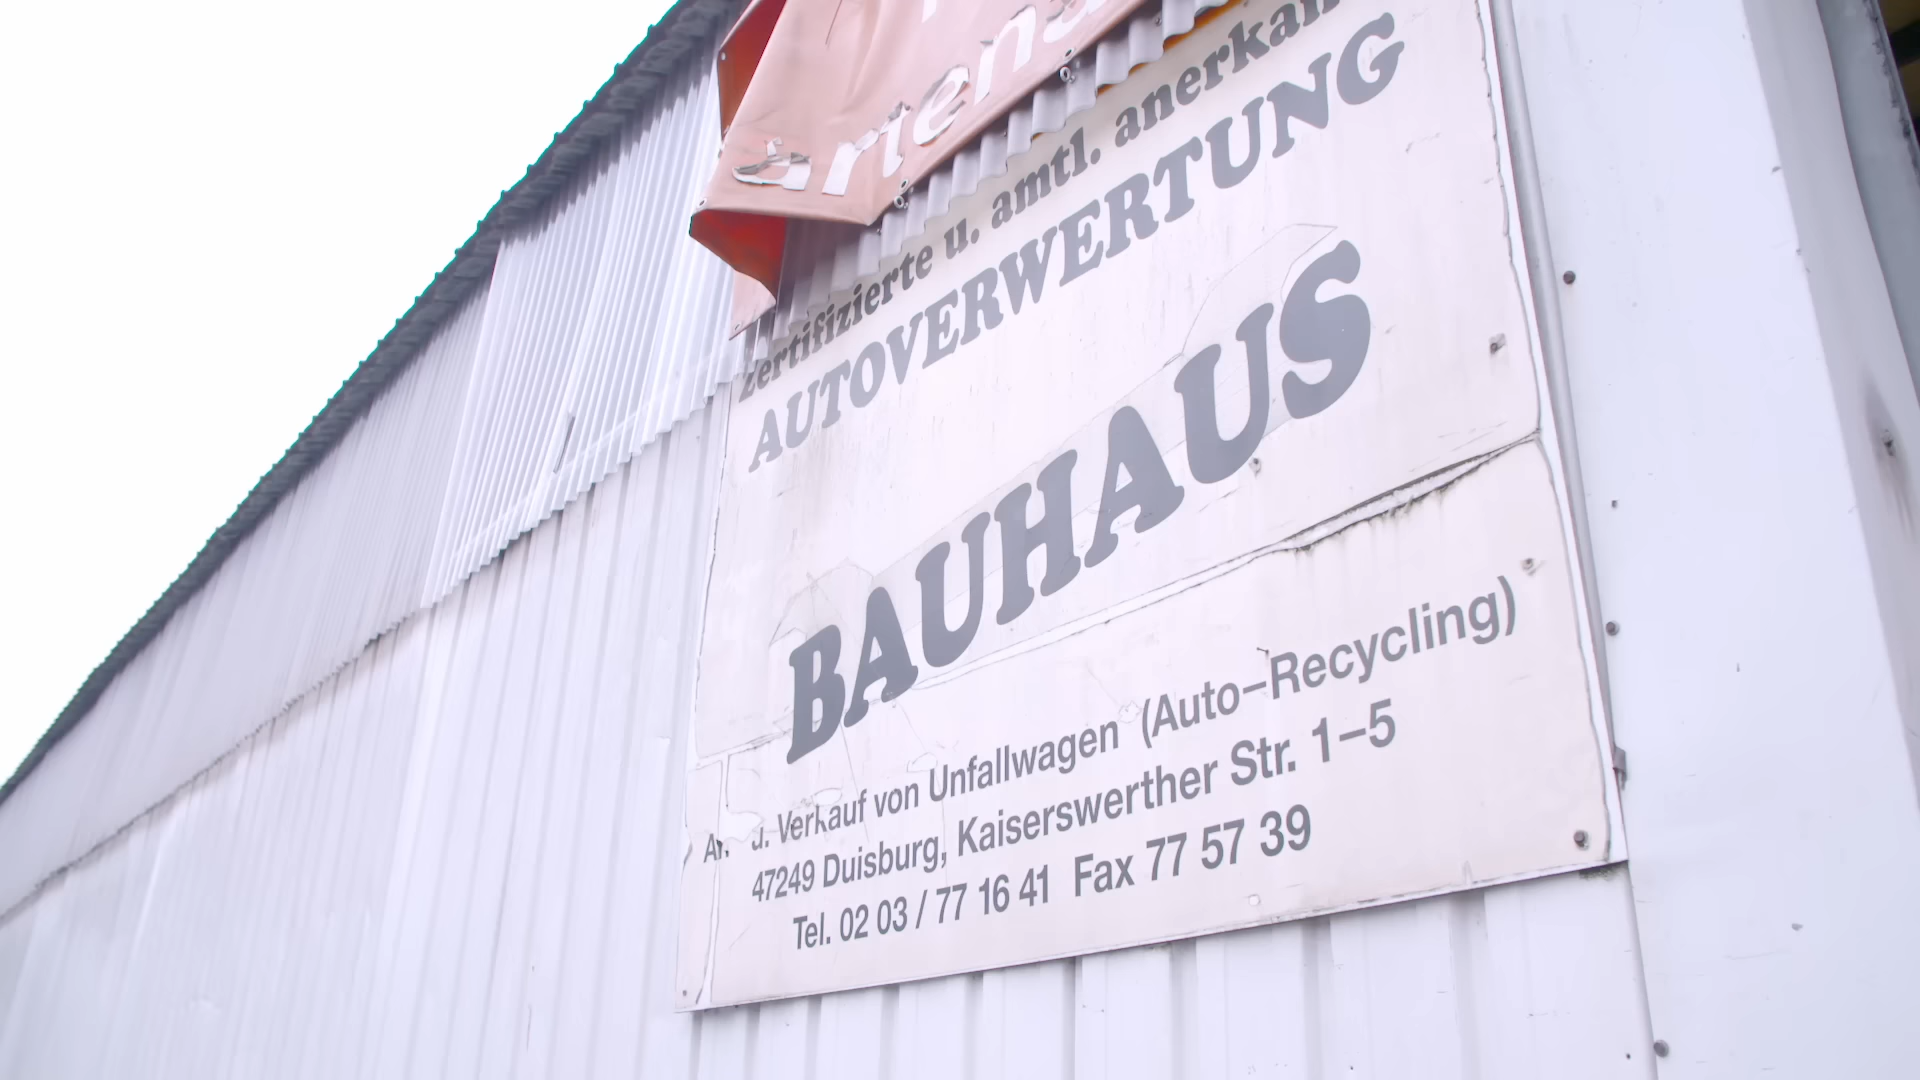 artena
Zertifizierte u. amtl. anerkan
AUTOVERWERTUNG
BAUHAUS
An u. Verkauf von Unfallwagen (Auto-Recycling)
47249 Duisburg, Kaiserswerther Str. 1-5
Tel. 02 03 / 77 16 41 Fax 77 57 39